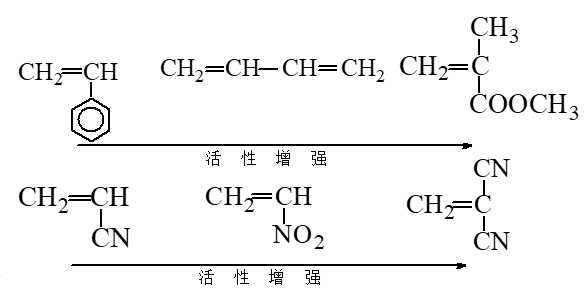 CH3
CH2=CH CH2=CH-CH=CH2 CH2=C
COOCH3
活 性 增 强
CN
CH2=CH CH2=CH CH2=C
CN NO2 CN
活 性 增 强